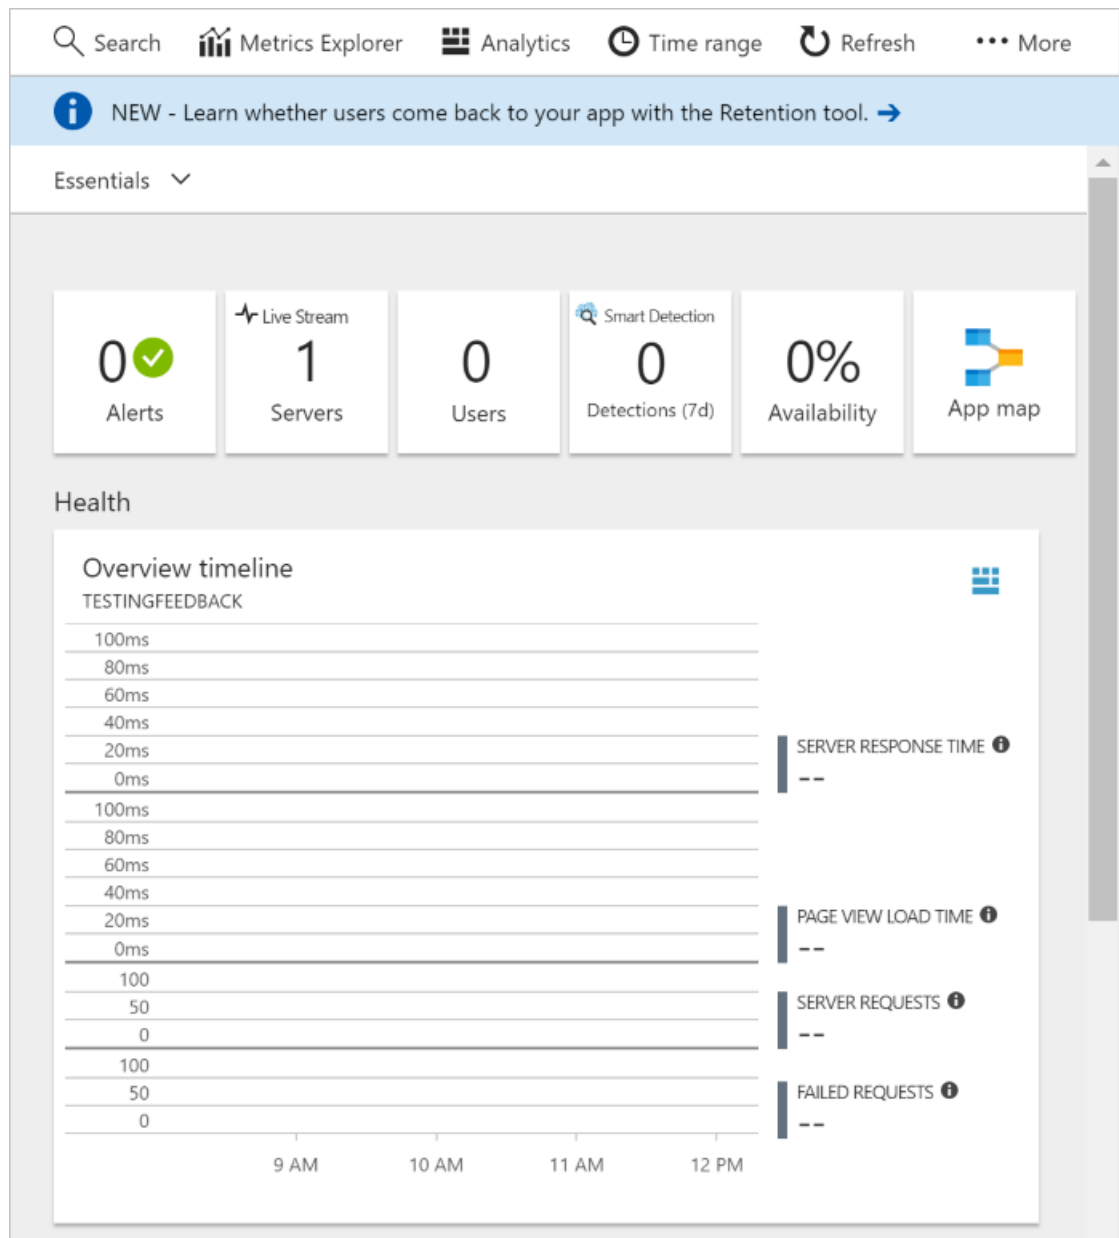 Search Metrics Explorer Analytics Time range Refresh ••• More
NEW - Learn whether users come back to your app with the Retention tool. →
Essentials
Live Stream Smart Detection
0 1 0 0 0%
Alerts Servers Users Detections (7d) Availability App map
Health
Overview timeline
TESTINGFEEDBACK
100ms
80ms
60ms
40ms
20ms SERVER RESPONSE TIME
0ms --
100ms
80ms
60ms
40ms
20ms PAGE VIEW LOAD TIME
0ms --
100
50 SERVER REQUESTS
0 --
100
50 FAILED REQUESTS
0 --
9 AM 10 AM 11 AM 12 PM